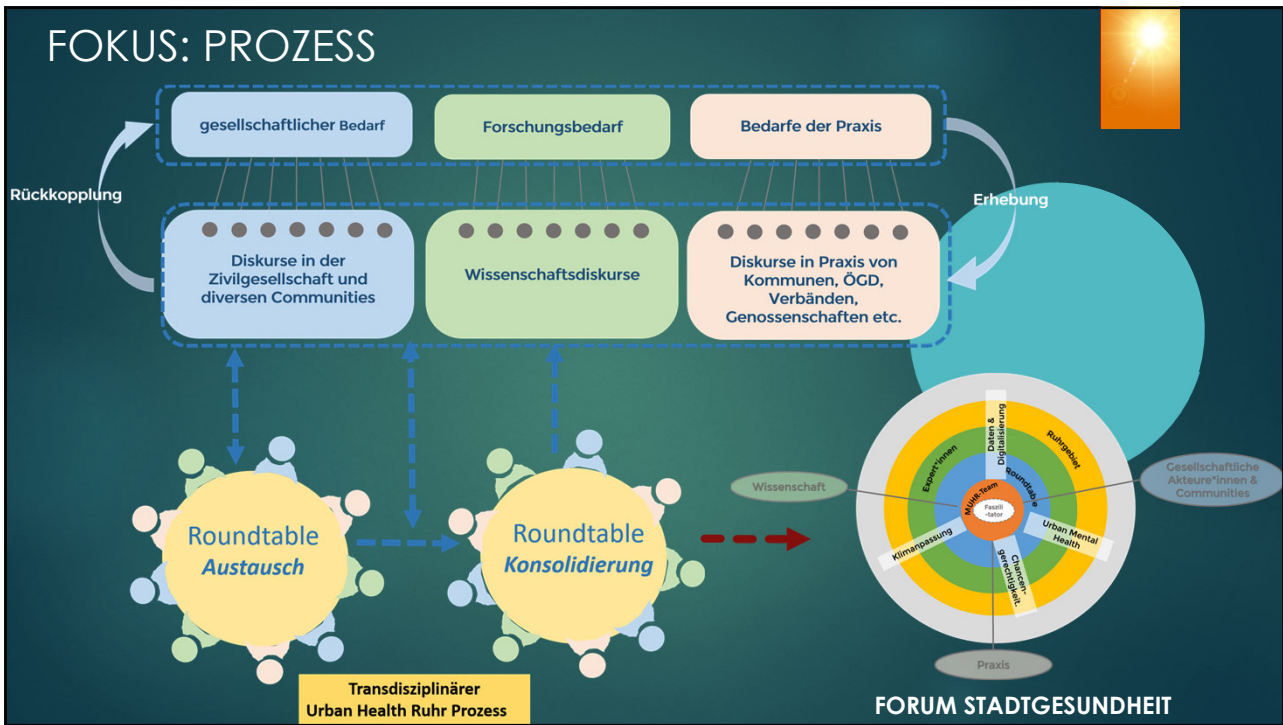 FOKUS: PROZESS
gesellschaftlicher Bedarf
Forschungsbedarf
Bedarfe der Praxis
Rückkopplung
Erhebung
Diskurse in der
Zivilgesellschaft und
diversen Communities
Wissenschaftsdiskurse
Diskurse in Praxis von
Kommunen, ÖGD,
Verbänden,
Genossenschaften etc.
Roundtable
Austausch
Roundtable
Konsolidierung
Transdisziplinärer
Urban Health Ruhr Prozess
Wissenschaft
Gesellschaftliche
Akteure*innen &
Communities
Praxis
Daten &
Digitalisierung
Ruhrgebiet
Expert*innen
Roundtable
MUHR-Team
Faszili
-tator
Klimanpassung
Urban Mental
Health
Chancen-
gerechtigkeit.
FORUM STADTGESUNDHEIT